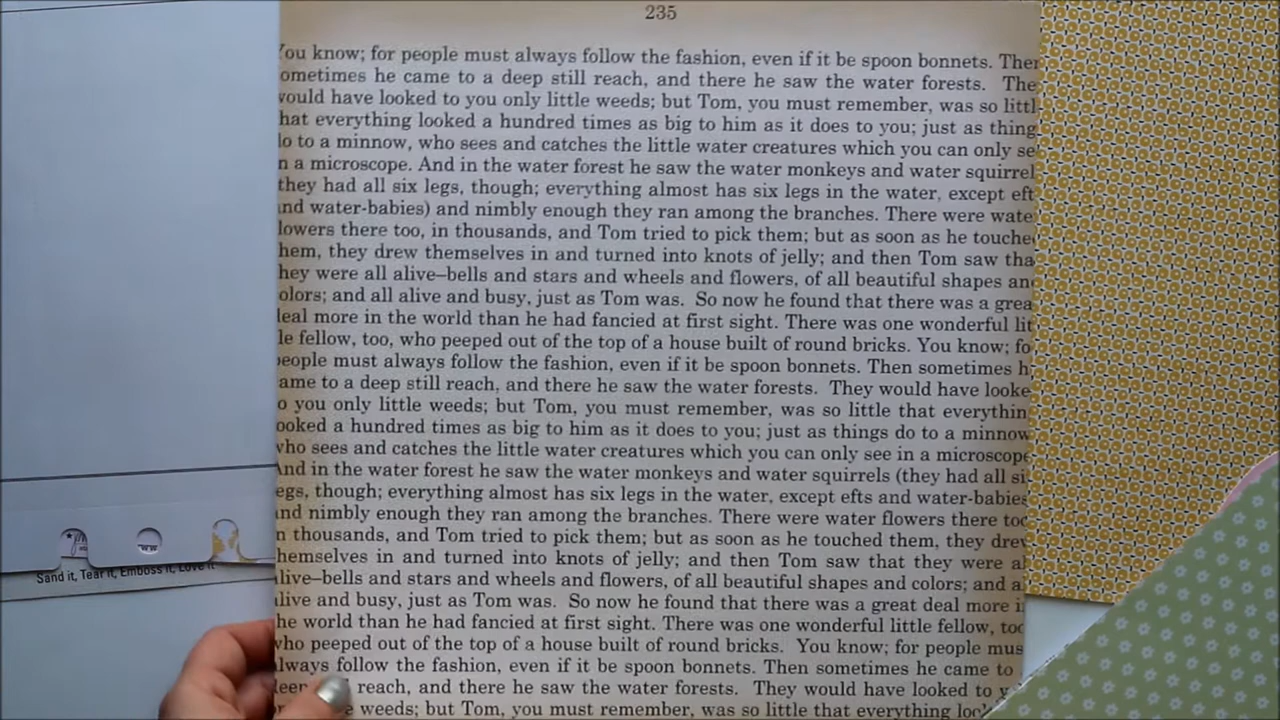 235
You know; for people must always follow the fashion, even if it be spoon bonnets. Then
ometimes he came to a deep still reach, and there he saw the water forests. The
would have looked to you only little weeds; but Tom, you must remember, was so littl
hat everything looked a hundred times as big to him as it does to you; just as thing
do to a minnow, who sees and catches the little water creatures which you can only se
n a microscope. And in the water forest he saw the water monkeys and water squirrel
they had all six legs, though; everything almost has six legs in the water, except eft
and water-babies) and nimbly enough they ran among the branches. There were wate
lowers there too, in thousands, and Tom tried to pick them; but as soon as he touche
hem, they drew themselves in and turned into knots of jelly; and then Tom saw tha
hey were all alive–bells and stars and wheels and flowers, of all beautiful shapes an
olors; and all alive and busy, just as Tom was. So now he found that there was a grea
deal more in the world than he had fancied at first sight. There was one wonderful lit
le fellow, too, who peeped out of the top of a house built of round bricks. You know; fo
people must always follow the fashion, even if it be spoon bonnets. Then sometimes h
ame to a deep still reach, and there he saw the water forests. They would have looke
o you only little weeds; but Tom, you must remember, was so little that everythin
ooked a hundred times as big to him as it does to you; just as things do to a minnow
who sees and catches the little water creatures which you can only see in a microscope
And in the water forest he saw the water monkeys and water squirrels (they had all si
egs, though; everything almost has six legs in the water, except efts and water-babies
and nimbly enough they ran among the branches. There were water flowers there too
n thousands, and Tom tried to pick them; but as soon as he touched them, they drew
hemselves in and turned into knots of jelly; and then Tom saw that they were al
live–bells and stars and wheels and flowers, of all beautiful shapes and colors; and al
alive and busy, just as Tom was. So now he found that there was a great deal more i
he world than he had fancied at first sight. There was one wonderful little fellow, too
who peeped out of the top of a house built of round bricks. You know; for people mus
always follow the fashion, even if it be spoon bonnets. Then sometimes he came to
reach, and there he saw the water forests. They would have looked to
weeds; but Tom, you must remember, was so little that everything
Sand it, Tear it, Emboss it, Love it